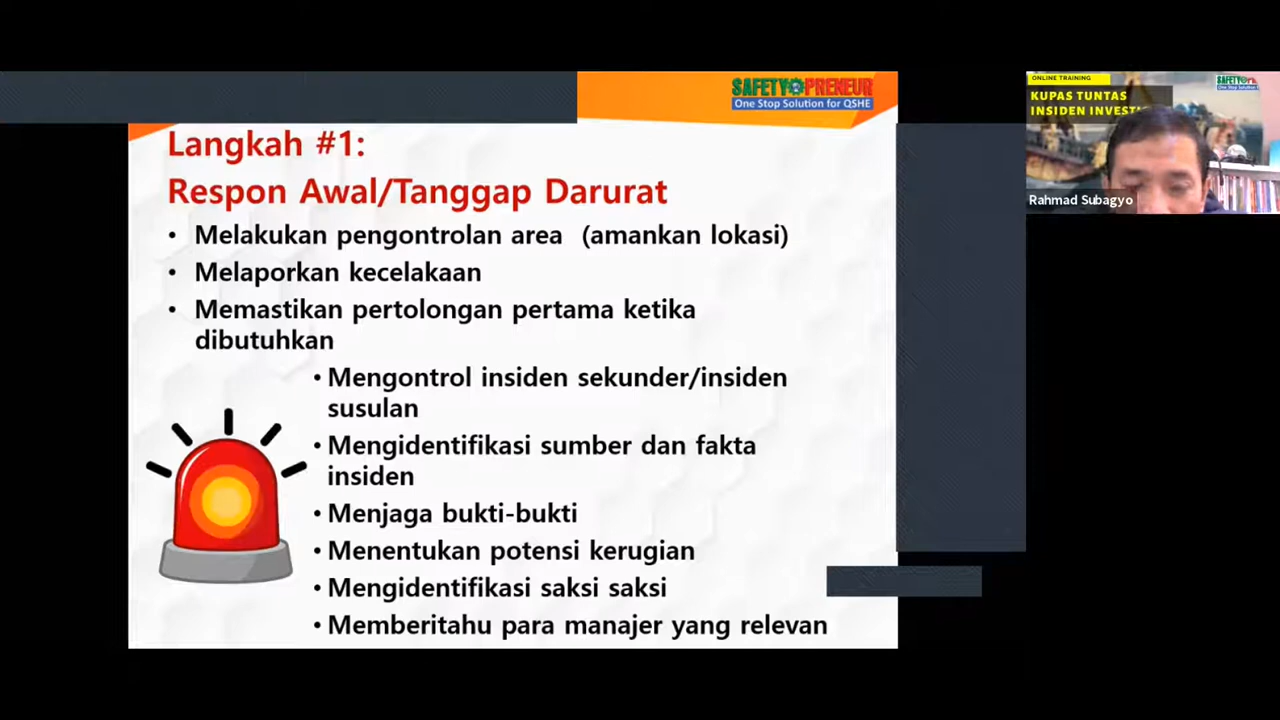 SAFETY PRENEUR
One Stop Solution for QSHE
Langkah #1:
Respon Awal/Tanggap Darurat
• Melakukan pengontrolan area (amankan lokasi)
• Melaporkan kecelakaan
• Memastikan pertolongan pertama ketika
dibutuhkan
• Mengontrol insiden sekunder/insiden
susulan
• Mengidentifikasi sumber dan fakta
insiden
• Menjaga bukti-bukti
• Menentukan potensi kerugian
• Mengidentifikasi saksi saksi
• Memberitahu para manajer yang relevan
ONLINE TRAINING
KUPAS TUNTAS
INSIDEN
Rahmad Subagyo